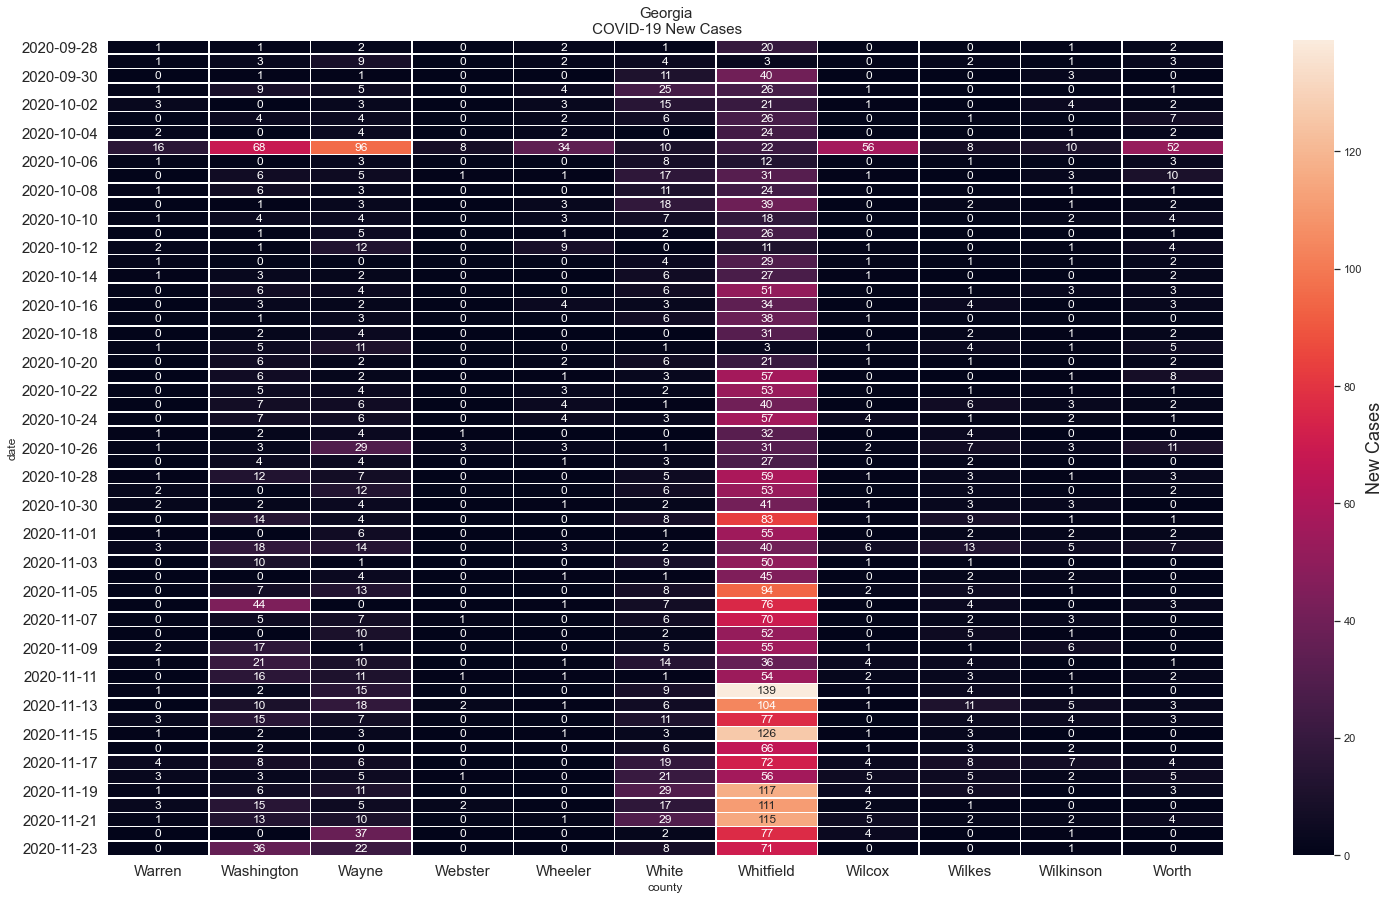 Georgia
COVID-19 New Cases
2020-09-28 1 1 2 0 2 1 20 0 0 1 2
1 3 9 0 2 4 3 0 2 1 3
2020-09-30 0 1 1 0 0 11 40 0 0 3 0
1 9 5 0 4 25 26 1 0 0 1
2020-10-02 3 0 3 0 3 15 21 1 0 4 2
0 4 4 0 2 6 26 0 1 0 7
2020-10-04 2 0 4 0 2 0 24 0 0 1 2
16 68 96 8 34 10 22 56 8 10 52
2020-10-06 1 0 3 0 0 8 12 0 1 0 3
0 6 5 1 1 17 31 1 0 3 10
2020-10-08 1 6 3 0 0 11 24 0 0 1 1
0 1 3 0 3 18 39 0 2 1 2
2020-10-10 1 4 4 0 3 7 18 0 0 2 4
0 1 5 0 1 2 26 0 0 0 1
2020-10-12 2 1 12 0 9 0 11 1 0 1 4
1 0 0 0 0 4 29 1 1 1 2
2020-10-14 1 3 2 0 0 6 27 1 0 0 2
0 6 4 0 0 6 51 0 1 3 3
2020-10-16 0 3 2 0 4 4 34 0 4 0 3
0 1 3 0 0 6 38 1 0 0 0
2020-10-18 0 2 4 0 0 0 31 0 2 1 2
1 5 11 0 0 1 3 1 4 1 5
2020-10-20 0 6 2 0 2 6 21 1 1 0 2
0 6 2 0 1 3 57 0 0 1 8
2020-10-22 0 5 4 0 3 2 53 0 1 1 1
0 7 6 0 4 1 40 0 6 3 2
2020-10-24 0 7 6 0 4 3 57 4 1 2 1
1 2 4 1 0 0 32 0 4 0 0
2020-10-26 1 3 29 3 3 1 31 2 7 3 11
0 4 4 0 1 3 27 0 2 0 0
2020-10-28 1 12 7 0 0 5 59 1 3 1 3
2 0 12 0 0 6 53 0 3 0 2
2020-10-30 2 2 4 0 1 2 41 1 3 3 0
0 14 4 0 0 8 83 1 9 1 1
2020-11-01 1 0 6 0 0 1 55 0 2 2 2
3 18 14 0 3 2 40 6 13 5 7
2020-11-03 0 10 1 0 0 9 50 1 1 0 0
0 0 4 0 1 1 45 0 2 2 0
2020-11-05 0 7 13 0 0 8 94 2 5 1 0
0 44 0 0 1 7 76 0 4 0 3
2020-11-07 0 5 7 1 0 6 70 0 2 3 0
0 0 10 0 0 2 52 0 5 1 0
2020-11-09 2 17 1 0 0 5 55 1 1 6 0
1 21 10 0 1 14 36 4 4 0 1
2020-11-11 0 16 11 1 1 1 54 2 3 1 2
1 2 15 0 0 9 139 1 4 1 0
2020-11-13 0 10 18 2 1 6 104 1 11 5 3
3 15 7 0 0 11 77 0 4 4 3
2020-11-15 1 2 3 0 1 3 126 1 3 0 0
0 2 0 0 0 6 66 1 3 2 0
2020-11-17 4 8 6 0 0 19 72 4 8 7 4
3 3 5 1 0 21 56 5 5 2 5
2020-11-19 1 6 11 0 0 29 117 4 6 0 3
3 15 5 2 0 17 111 2 1 0 0
2020-11-21 1 13 10 0 1 29 115 5 2 2 4
0 0 37 0 0 2 77 4 0 1 0
2020-11-23 0 36 22 0 0 8 71 0 0 1 0
Warren Washington Wayne Webster Wheeler White Whitfield Wilcox Wilkes Wilkinson Worth
county
date
120
100
80
60
40
20
0
New Cases